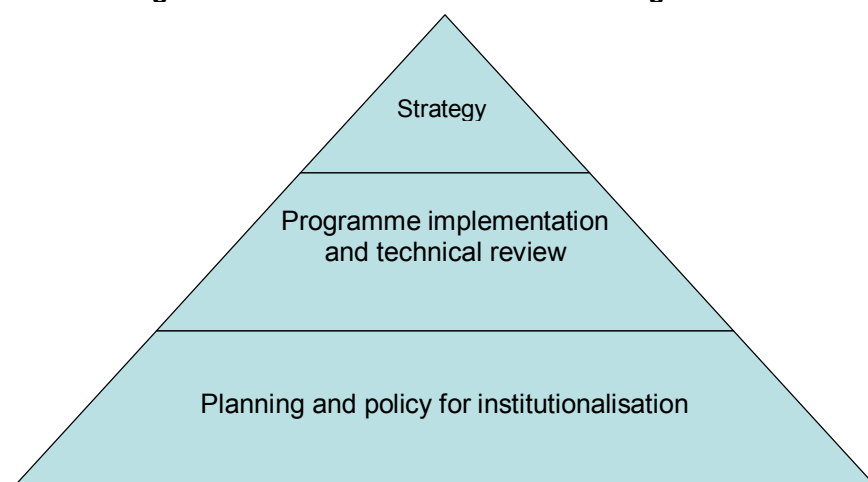 Strategy
Programme implementation
and technical review
Planning and policy for institutionalisation